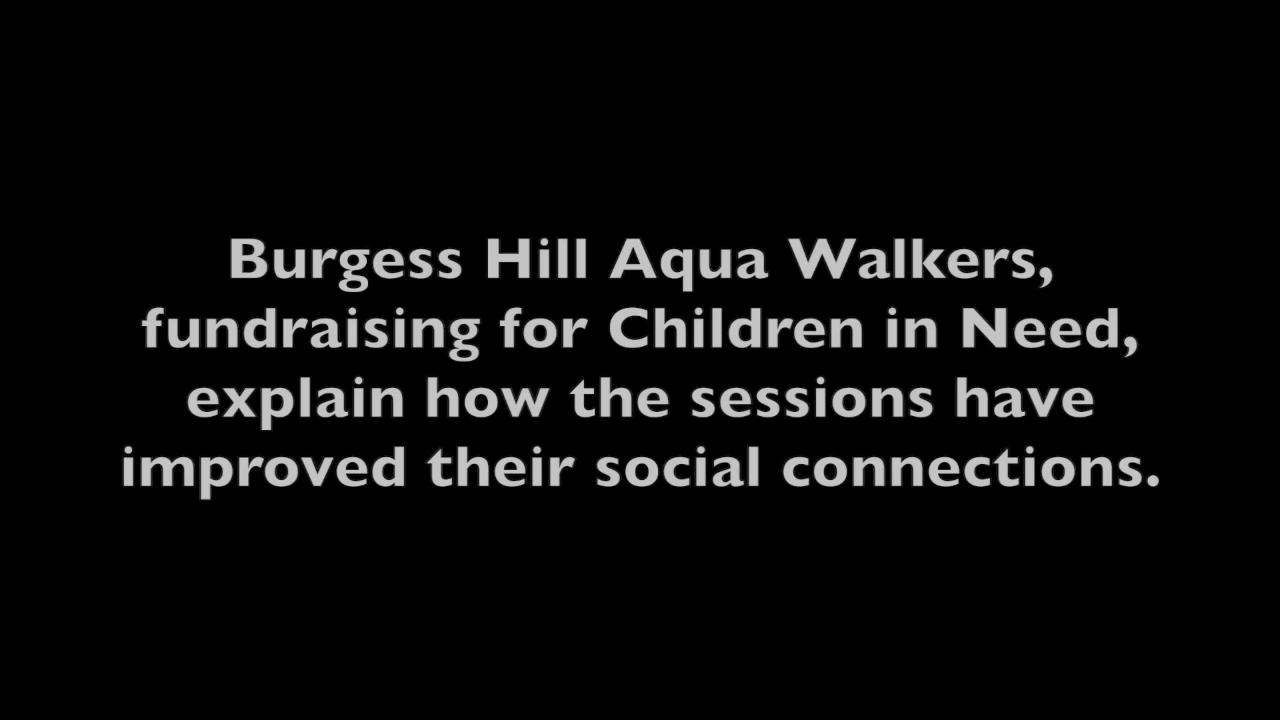 Burgess Hill Aqua Walkers,
fundraising for Children in Need,
explain how the sessions have
improved their social connections.